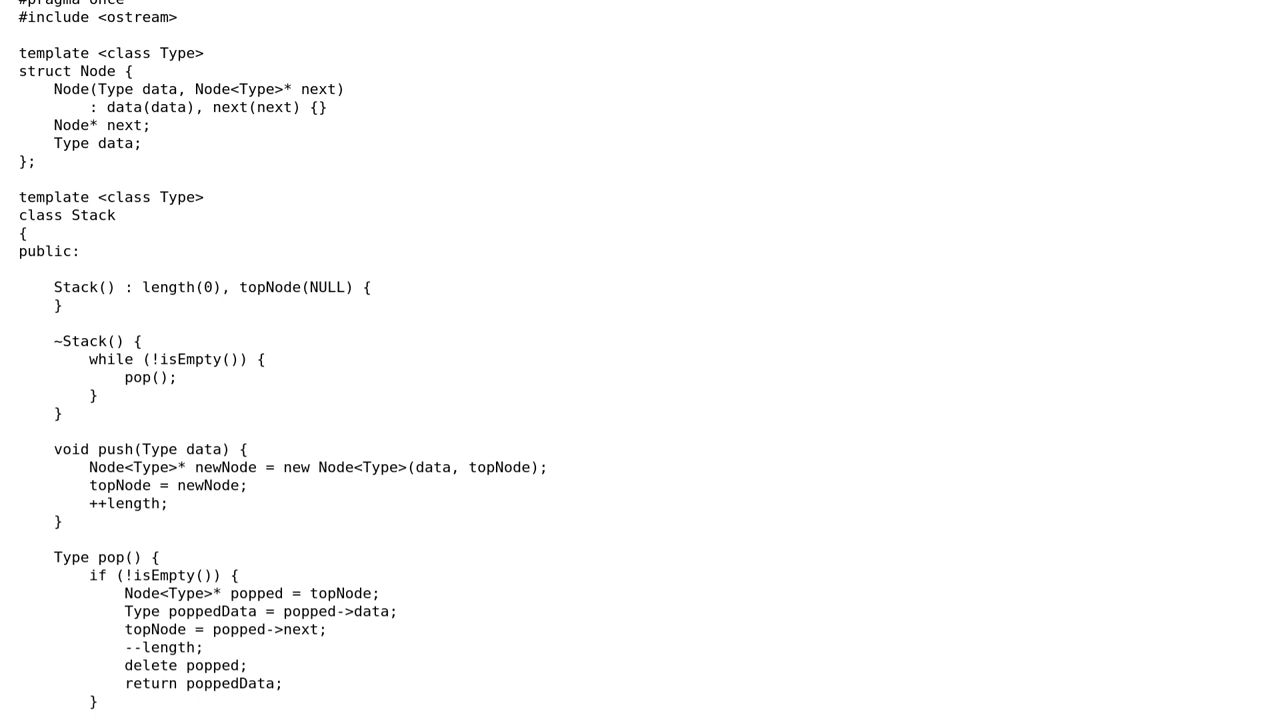 #pragma once
#include <ostream>

template <class Type>
struct Node {
    Node(Type data, Node<Type>* next)
        : data(data), next(next) {}
    Node* next;
    Type data;
};

template <class Type>
class Stack
{
public:

    Stack() : length(0), topNode(NULL) {
    }

    ~Stack() {
        while (!isEmpty()) {
            pop();
        }
    }

    void push(Type data) {
        Node<Type>* newNode = new Node<Type>(data, topNode);
        topNode = newNode;
        ++length;
    }

    Type pop() {
        if (!isEmpty()) {
            Node<Type>* popped = topNode;
            Type poppedData = popped->data;
            topNode = popped->next;
            --length;
            delete popped;
            return poppedData;
        }